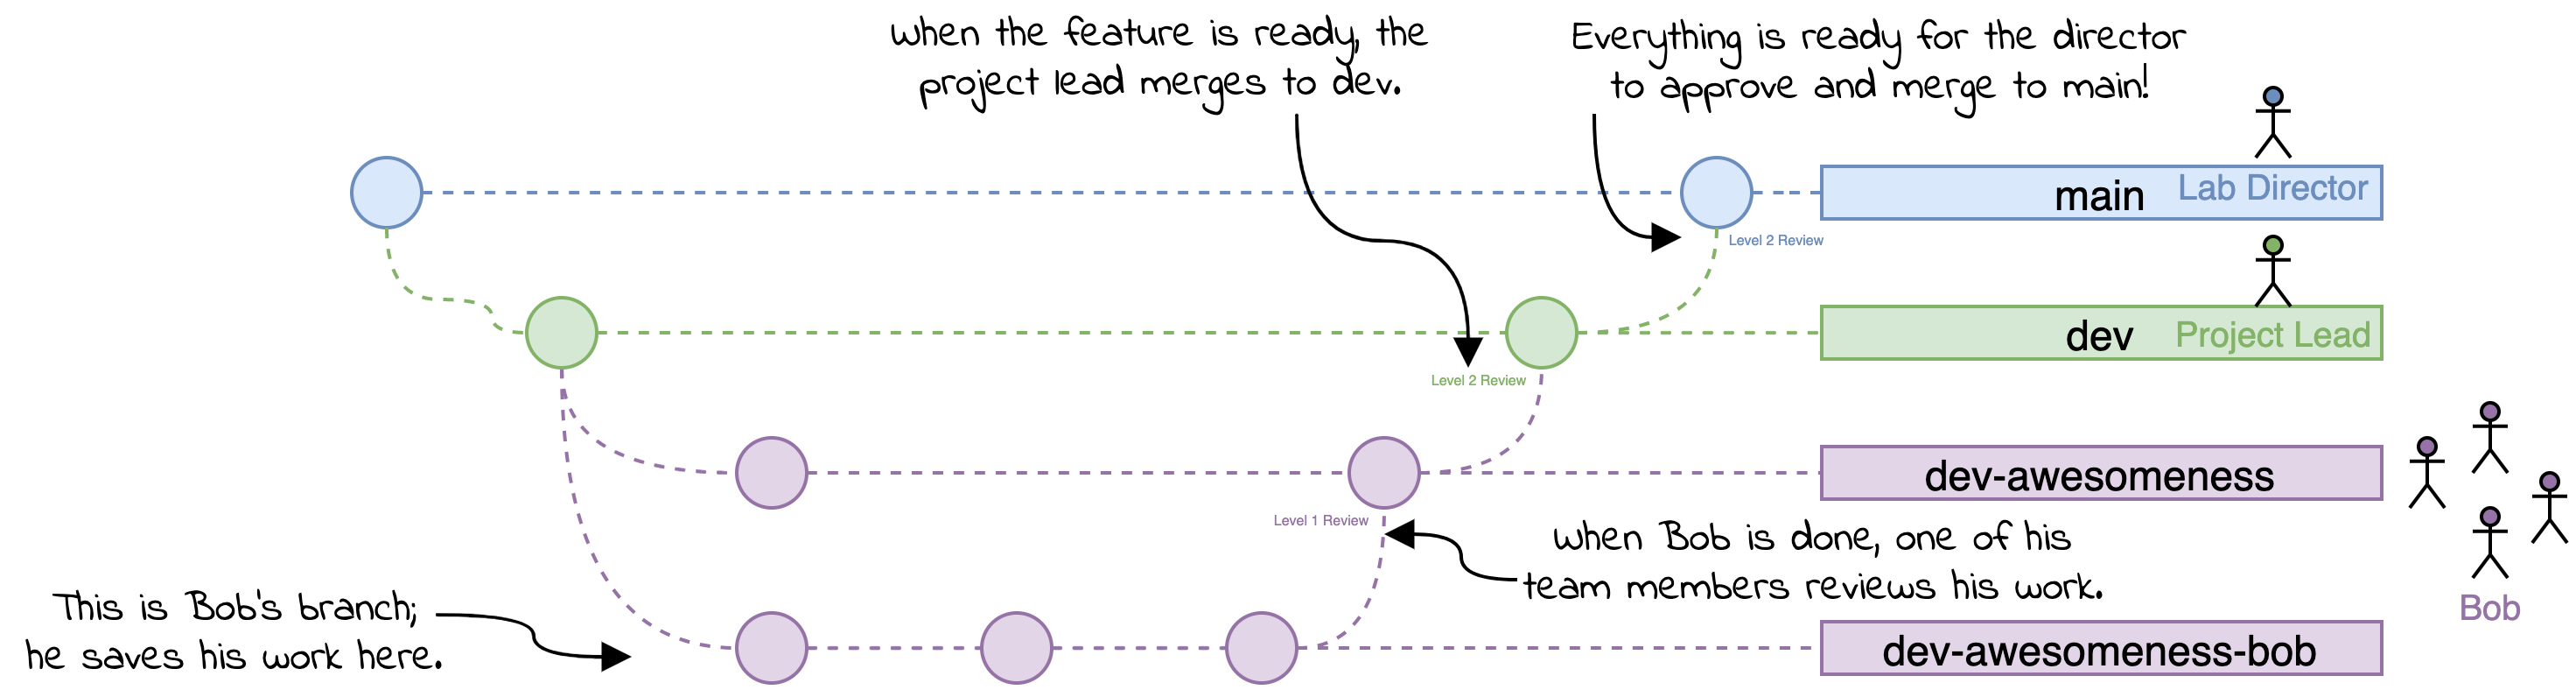 When the feature is ready, the
project lead merges to dev.
Everything is ready for the director
to approve and merge to main!
main
Lab Director
Level 2 Review
dev
Project Lead
Level 2 Review
dev-awesomeness
Level 1 Review
When Bob is done, one of his
team members reviews his work.
Bob
This is Bob's branch;
he saves his work here.
dev-awesomeness-bob